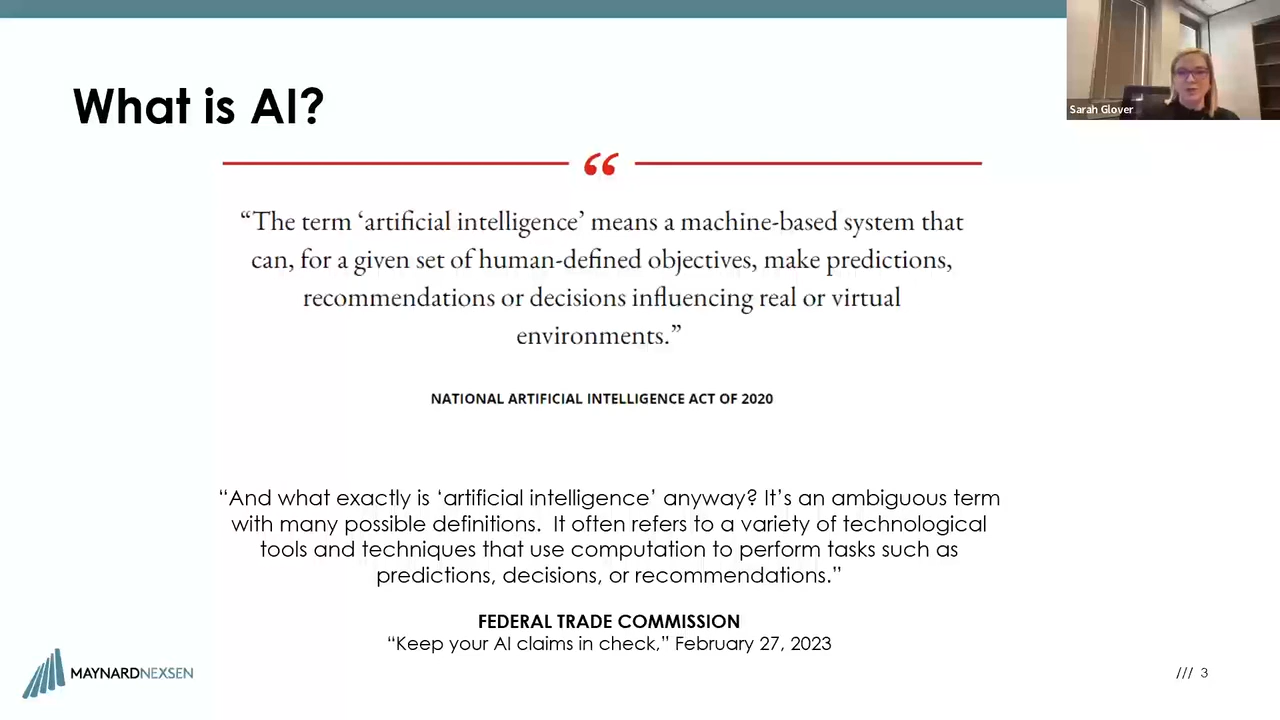 Sarah Glover
What is AI?
“
“The term ‘artificial intelligence’ means a machine-based system that
can, for a given set of human-defined objectives, make predictions,
recommendations or decisions influencing real or virtual
environments.”
NATIONAL ARTIFICIAL INTELLIGENCE ACT OF 2020
“And what exactly is ‘artificial intelligence’ anyway? It’s an ambiguous term
with many possible definitions.  It often refers to a variety of technological
tools and techniques that use computation to perform tasks such as
predictions, decisions, or recommendations.”
FEDERAL TRADE COMMISSION
“Keep your AI claims in check,” February 27, 2023
MAYNARDNEXSEN
/// 3